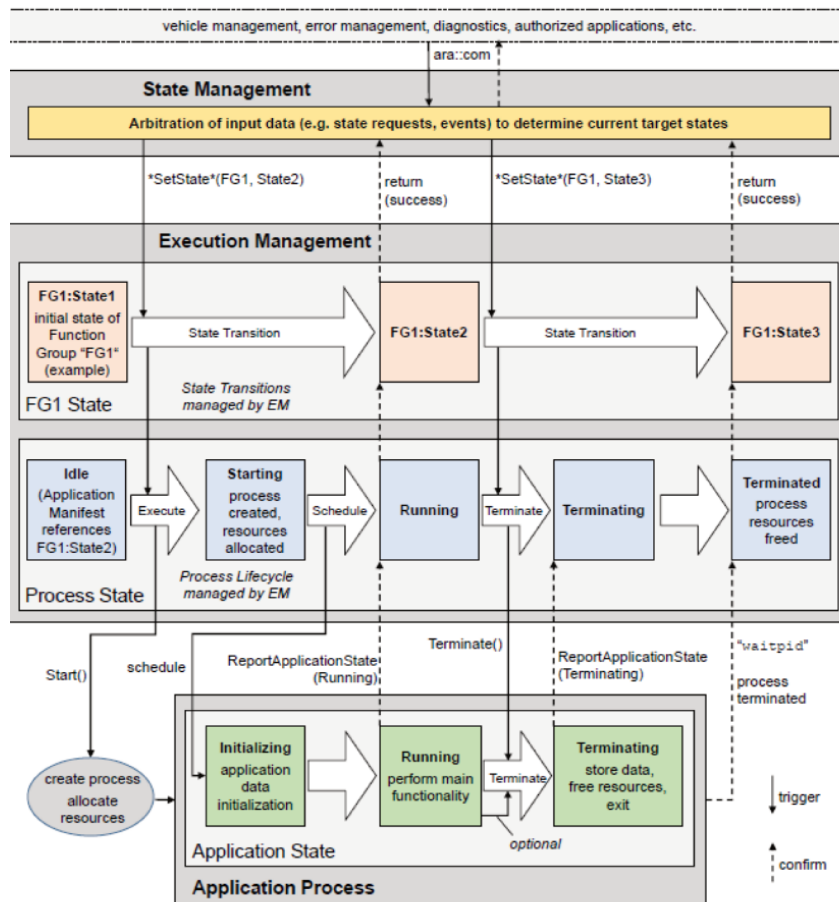 vehicle management, error management, diagnostics, authorized applications, etc.
ara::com
State Management
Arbitration of input data (e.g. state requests, events) to determine current target states
*SetState*(FG1, State2)
return
(success)
*SetState*(FG1, State3)
return
(success)
Execution Management
FG1:State1
initial state of
Function
Group “FG1“
(example)
State Transition
FG1:State2
State Transition
FG1:State3
State Transitions
managed by EM
FG1 State
Idle
(Application
Manifest
references
FG1:State2)
Execute
Starting
process
created,
resources
allocated
Schedule
Running
Terminate
Terminating
Terminated
process
resources
freed
Process Lifecycle
managed by EM
Process State
Start()
schedule
ReportApplicationState
(Running)
Terminate()
ReportApplicationState
(Terminating)
“waitpid”
process
terminated
Initializing
application
data
initialization
Running
perform main
functionality
Terminate
Terminating
store data,
free resources,
exit
create process
allocate
resources
optional
Application State
Application Process
trigger
confirm